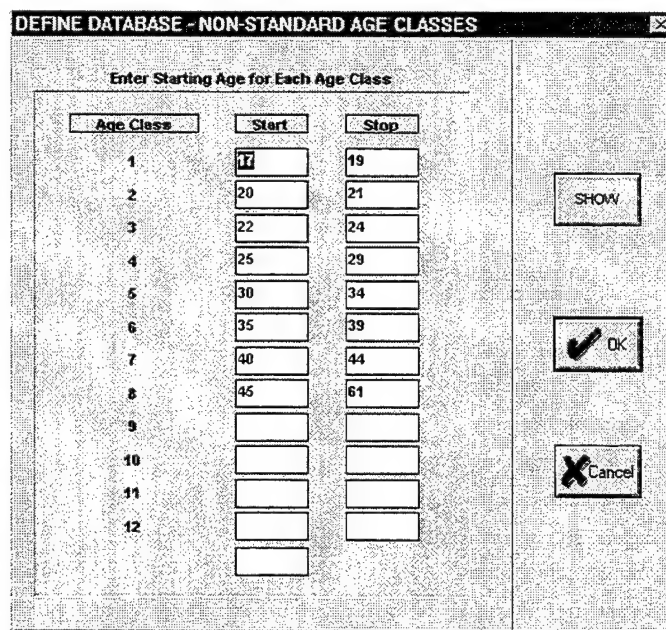 DEFINE DATABASE - NON-STANDARD AGE CLASSES
Enter Starting Age for Each Age Class
Age Class Start Stop
1 17 19
2 20 21
3 22 24
4 25 29
5 30 34
6 35 39
7 40 44
8 45 61
9
10
11
12
SHOW
OK
Cancel